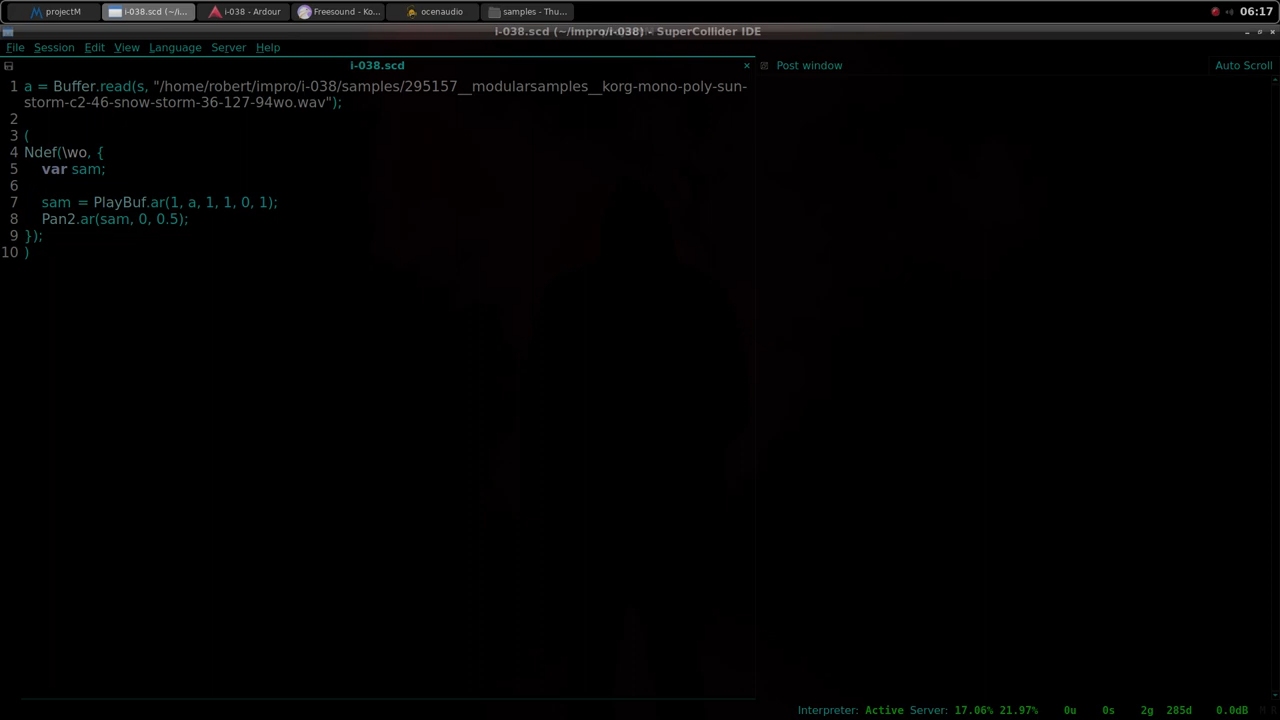 projectM
i-038.scd (~/i...
i-038 - Ardour
Freesound - Ko...
ocenaudio
samples - Thu...
06:17
i-038.scd (~/impro/i-038) - SuperCollider IDE
File Session Edit View Language Server Help
i-038.scd
Post window
Auto Scroll
1 a = Buffer.read(s, "/home/robert/impro/i-038/samples/295157__modularsamples__korg-mono-poly-sun-
storm-c2-46-snow-storm-36-127-94wo.wav");
2
3 (
4 Ndef(\wo, {
5 var sam;
6
7 sam = PlayBuf.ar(1, a, 1, 1, 0, 1);
8 Pan2.ar(sam, 0, 0.5);
9 });
10 )
Interpreter: Active Server: 17.06% 21.97% 0u 0s 2g 285d 0.0dB